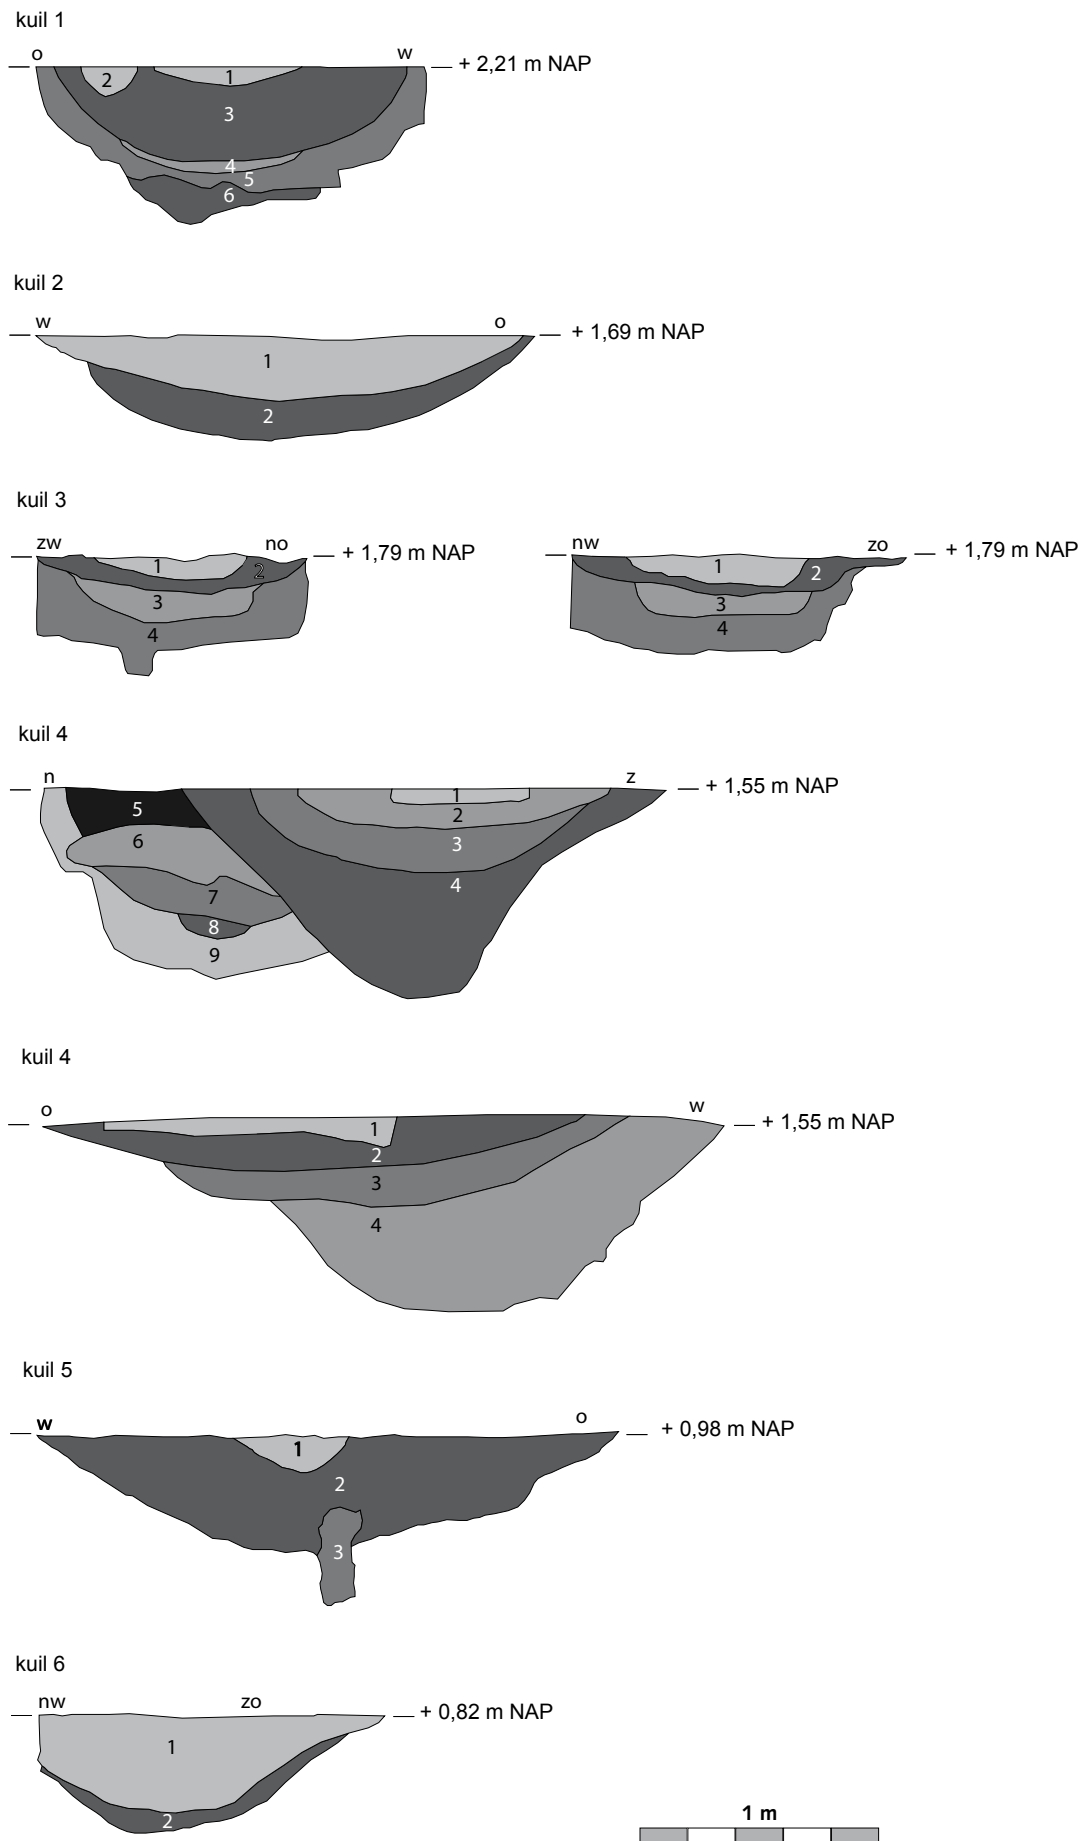 kuil 1
o w + 2,21 m NAP
2 1
3
4
5
6
kuil 2
w o + 1,69 m NAP
1
2
kuil 3
zw no + 1,79 m NAP
1 2
3
4
nw zo + 1,79 m NAP
1 2
3
4
kuil 4
n z + 1,55 m NAP
1
5 2
6 3
4
7
8
9
kuil 4
o w + 1,55 m NAP
1
2
3
4
kuil 5
w o + 0,98 m NAP
1
2
3
kuil 6
nw zo + 0,82 m NAP
1
2
1 m